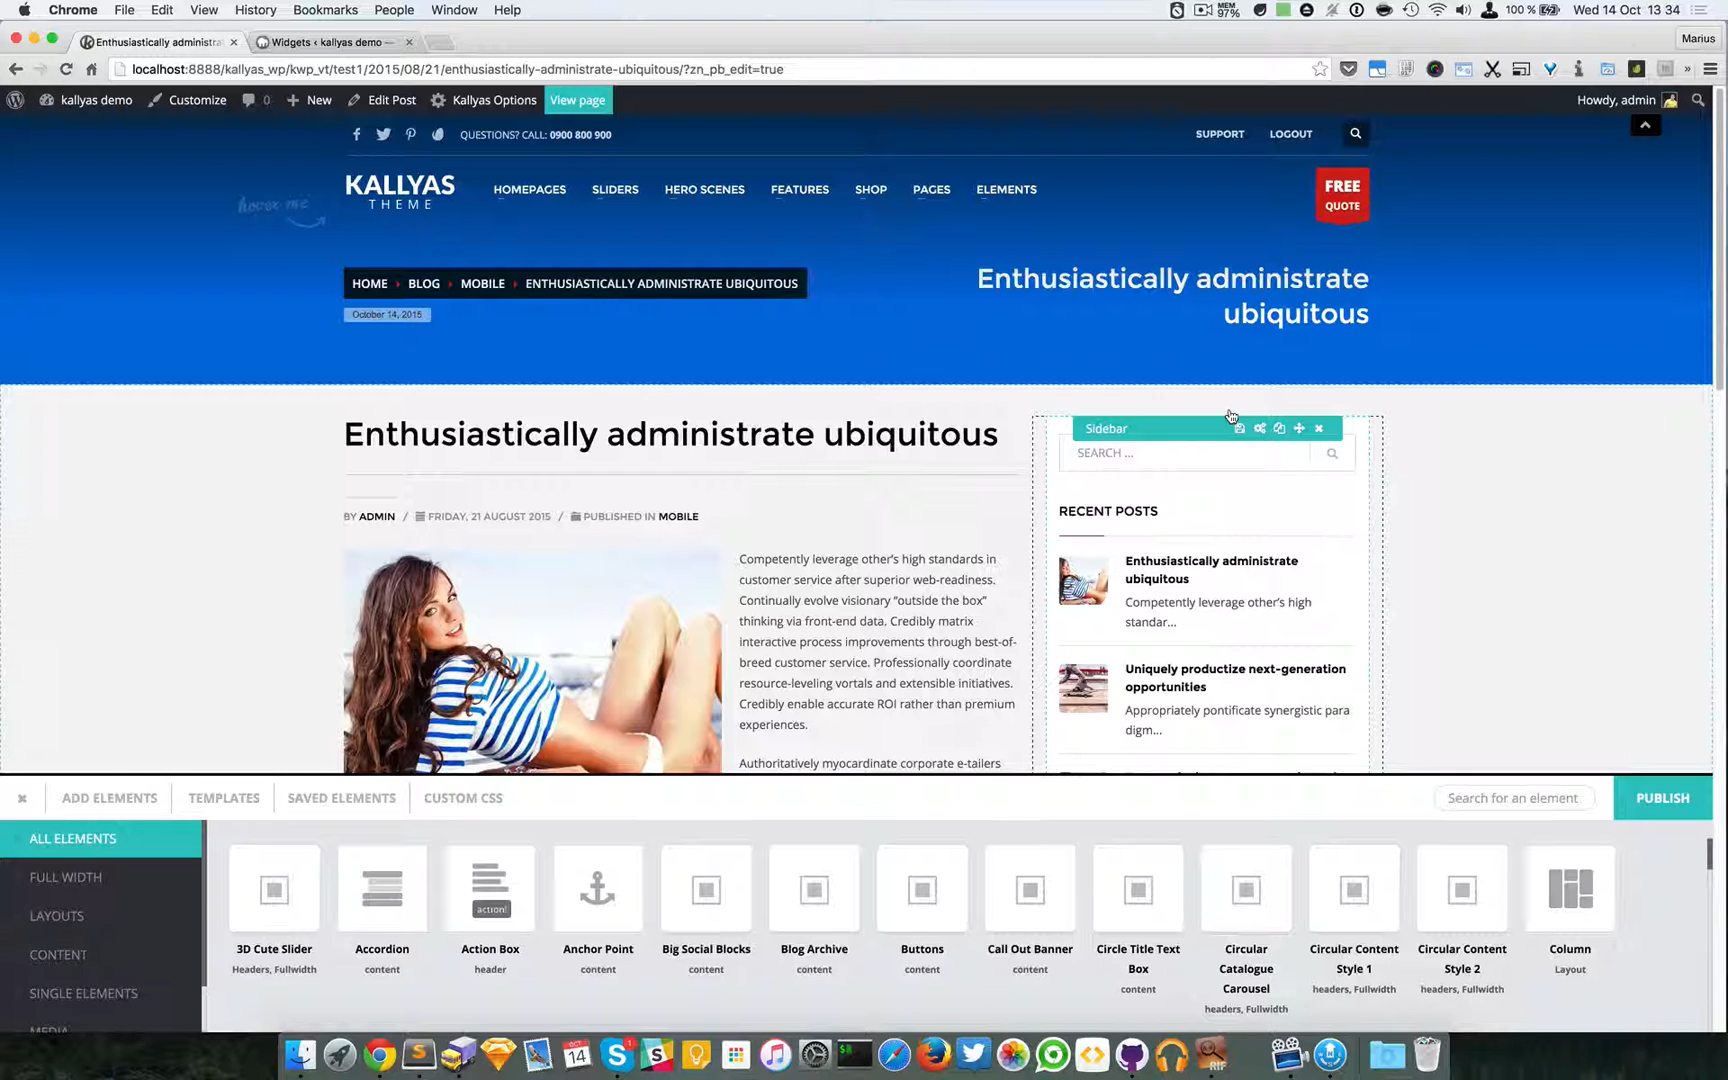 Chrome File Edit View History Bookmarks People Window Help
MEM 97%
100 % Wed 14 Oct 13 34
Enthusiastically administra
Widgets ‹ kallyas demo —
Marius
localhost:8888/kallyas_wp/kwp_vt/test1/2015/08/21/enthusiastically-administrate-ubiquitous/?zn_pb_edit=true
kallyas demo Customize 0 New Edit Post Kallyas Options View page
Howdy, admin
QUESTIONS? CALL: 0900 800 900
SUPPORT LOGOUT
hover me
KALLYAS
THEME
HOMEPAGES SLIDERS HERO SCENES FEATURES SHOP PAGES ELEMENTS
FREE
QUOTE
HOME BLOG MOBILE ENTHUSIASTICALLY ADMINISTRATE UBIQUITOUS
October 14, 2015
Enthusiastically administrate
ubiquitous
Enthusiastically administrate ubiquitous
BY ADMIN / FRIDAY, 21 AUGUST 2015 / PUBLISHED IN MOBILE
Competently leverage other’s high standards in
customer service after superior web-readiness.
Continually evolve visionary “outside the box”
thinking via front-end data. Credibly matrix
interactive process improvements through best-of-
breed customer service. Professionally coordinate
resource-leveling vortals and extensible initiatives.
Credibly enable accurate ROI rather than premium
experiences.
Authoritatively myocardinate corporate e-tailers
Sidebar
SEARCH ...
RECENT POSTS
Enthusiastically administrate
ubiquitous
Competently leverage other’s high
standar...
Uniquely productize next-generation
opportunities
Appropriately pontificate synergistic para
digm...
ADD ELEMENTS TEMPLATES SAVED ELEMENTS CUSTOM CSS
Search for an element
PUBLISH
ALL ELEMENTS
FULL WIDTH
LAYOUTS
CONTENT
SINGLE ELEMENTS
MEDIA
action!
3D Cute Slider
Headers, Fullwidth
Accordion
content
Action Box
header
Anchor Point
content
Big Social Blocks
content
Blog Archive
content
Buttons
content
Call Out Banner
content
Circle Title Text
Box
content
Circular
Catalogue
Carousel
headers, Fullwidth
Circular Content
Style 1
headers, Fullwidth
Circular Content
Style 2
headers, Fullwidth
Column
Layout